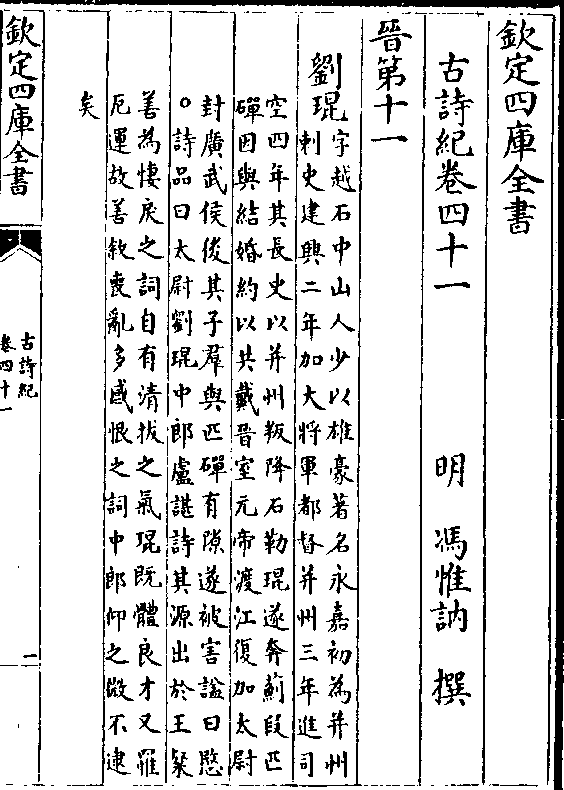 欽定四庫全書
古詩紀卷四十一
明 馮惟訥 撰
晉第十一
劉琨字越石中山人少以雄豪著名永嘉初為并州
刺史建興二年加大將軍都督并州三年進司
空四年其長史以并州叛降石勒琨遂奔薊段匹
磾因與結婚約以共戴晉室元帝渡江復加太尉
封廣武侯後其子羣與匹磾有隙遂被害諡曰愍
○詩品曰太尉劉琨中郎盧諶詩其源出於王粲
善為悽戾之詞自有清拔之氣琨既體良才又罹
厄運故善敘喪亂多感恨之詞中郎仰之微不逮
矣
欽定四庫全書
古詩紀
卷四十一
一